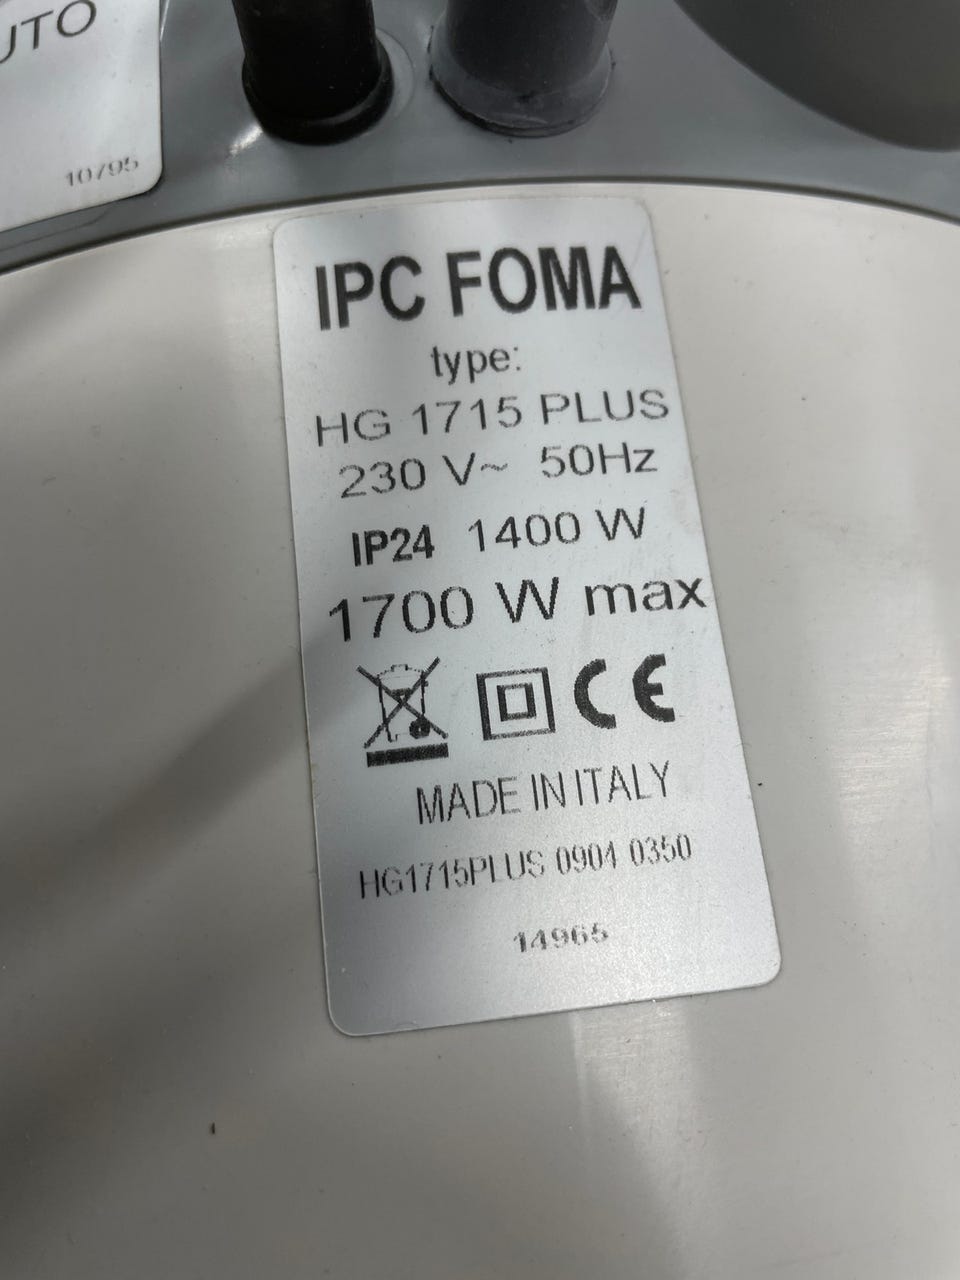 UTO
10795
IPC FOMA
type:
HG 1715 PLUS
230 V~ 50Hz
IP24 1400 W
1700 W max
CE
MADE IN ITALY
HG1715PLUS 0904 0350
14965